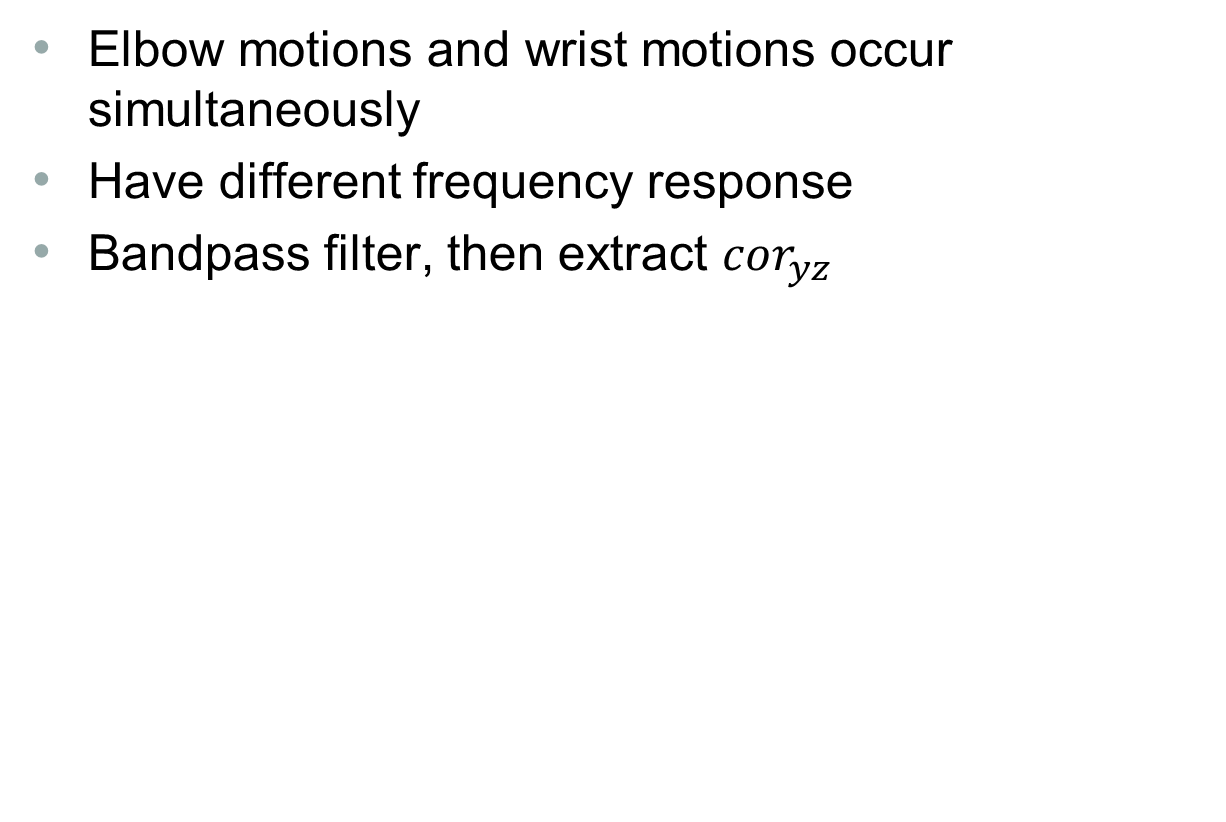 • Elbow motions and wrist motions occur
simultaneously
• Have different frequency response
• Bandpass filter, then extract cor_yz